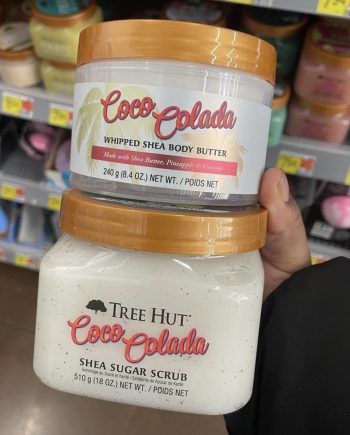 Coco Colada
WHIPPED SHEA BODY BUTTER
Made with Shea Butter, Pineapple & Coconut
240 g (8.4 OZ.) NET WT. / POIDS NET
TREE HUT
Coco Colada
SHEA SUGAR SCRUB
510 g (18 OZ.) NET WT. / POIDS NET